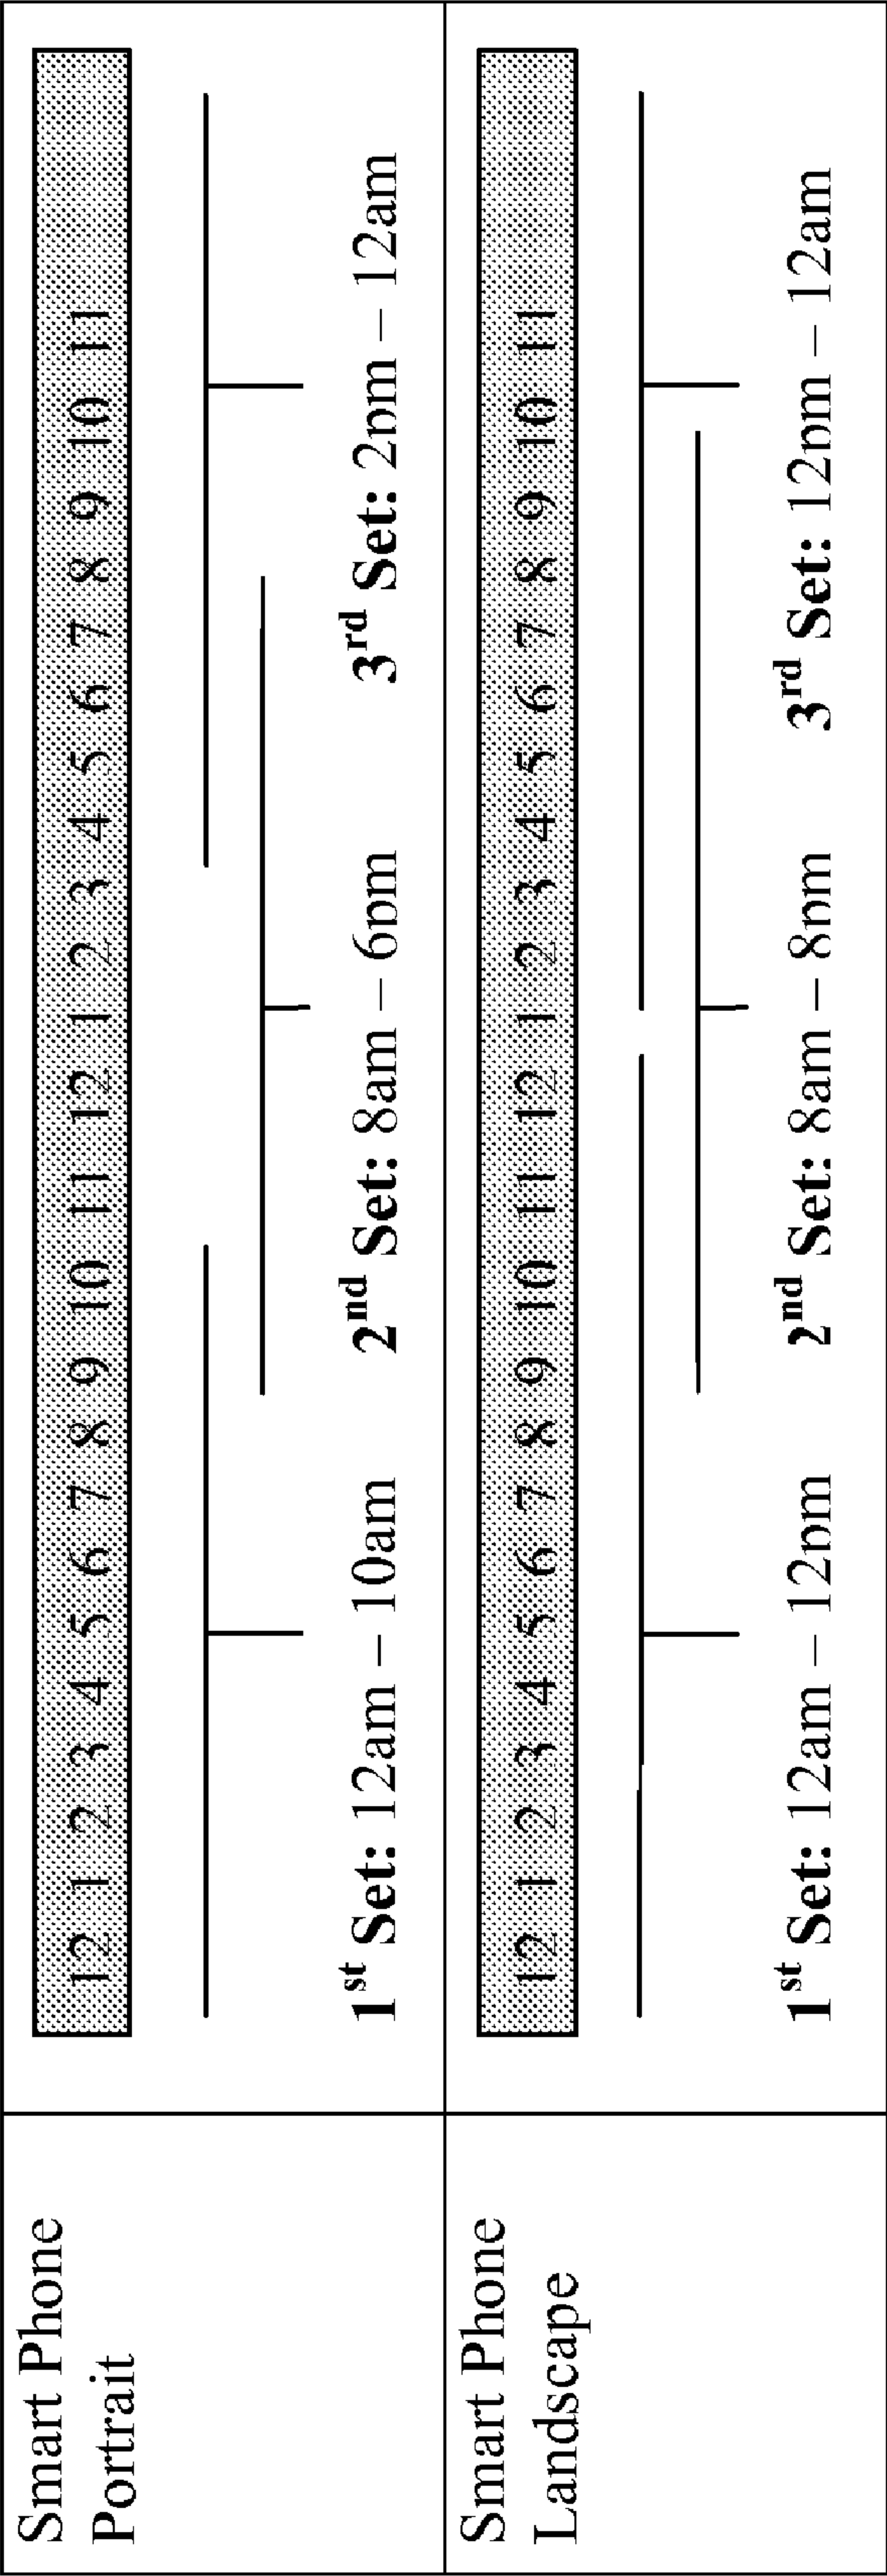 Smart Phone
Portrait
12 1 2 3 4 5 6 7 8 9 10 11 12 1 2 3 4 5 6 7 8 9 10 11
1st Set: 12am – 10am
2nd Set: 8am – 6pm
3rd Set: 2pm – 12am
Smart Phone
Landscape
12 1 2 3 4 5 6 7 8 9 10 11 12 1 2 3 4 5 6 7 8 9 10 11
1st Set: 12am – 12pm
2nd Set: 8am – 8pm
3rd Set: 12pm – 12am